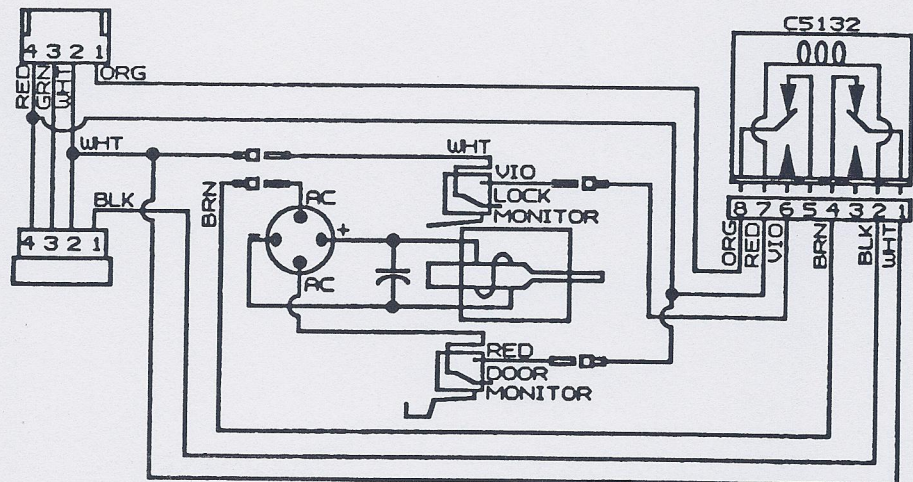 C5132
4 3 2 1
RED
GRN
WHT
ORG
WHT
WHT
VIO
LOCK
MONITOR
BRN
AC
BLK
4 3 2 1
- +
AC
8 7 6 5 4 3 2 1
ORG
RED
VIO
BRN
BLK
WHT
RED
DOOR
MONITOR